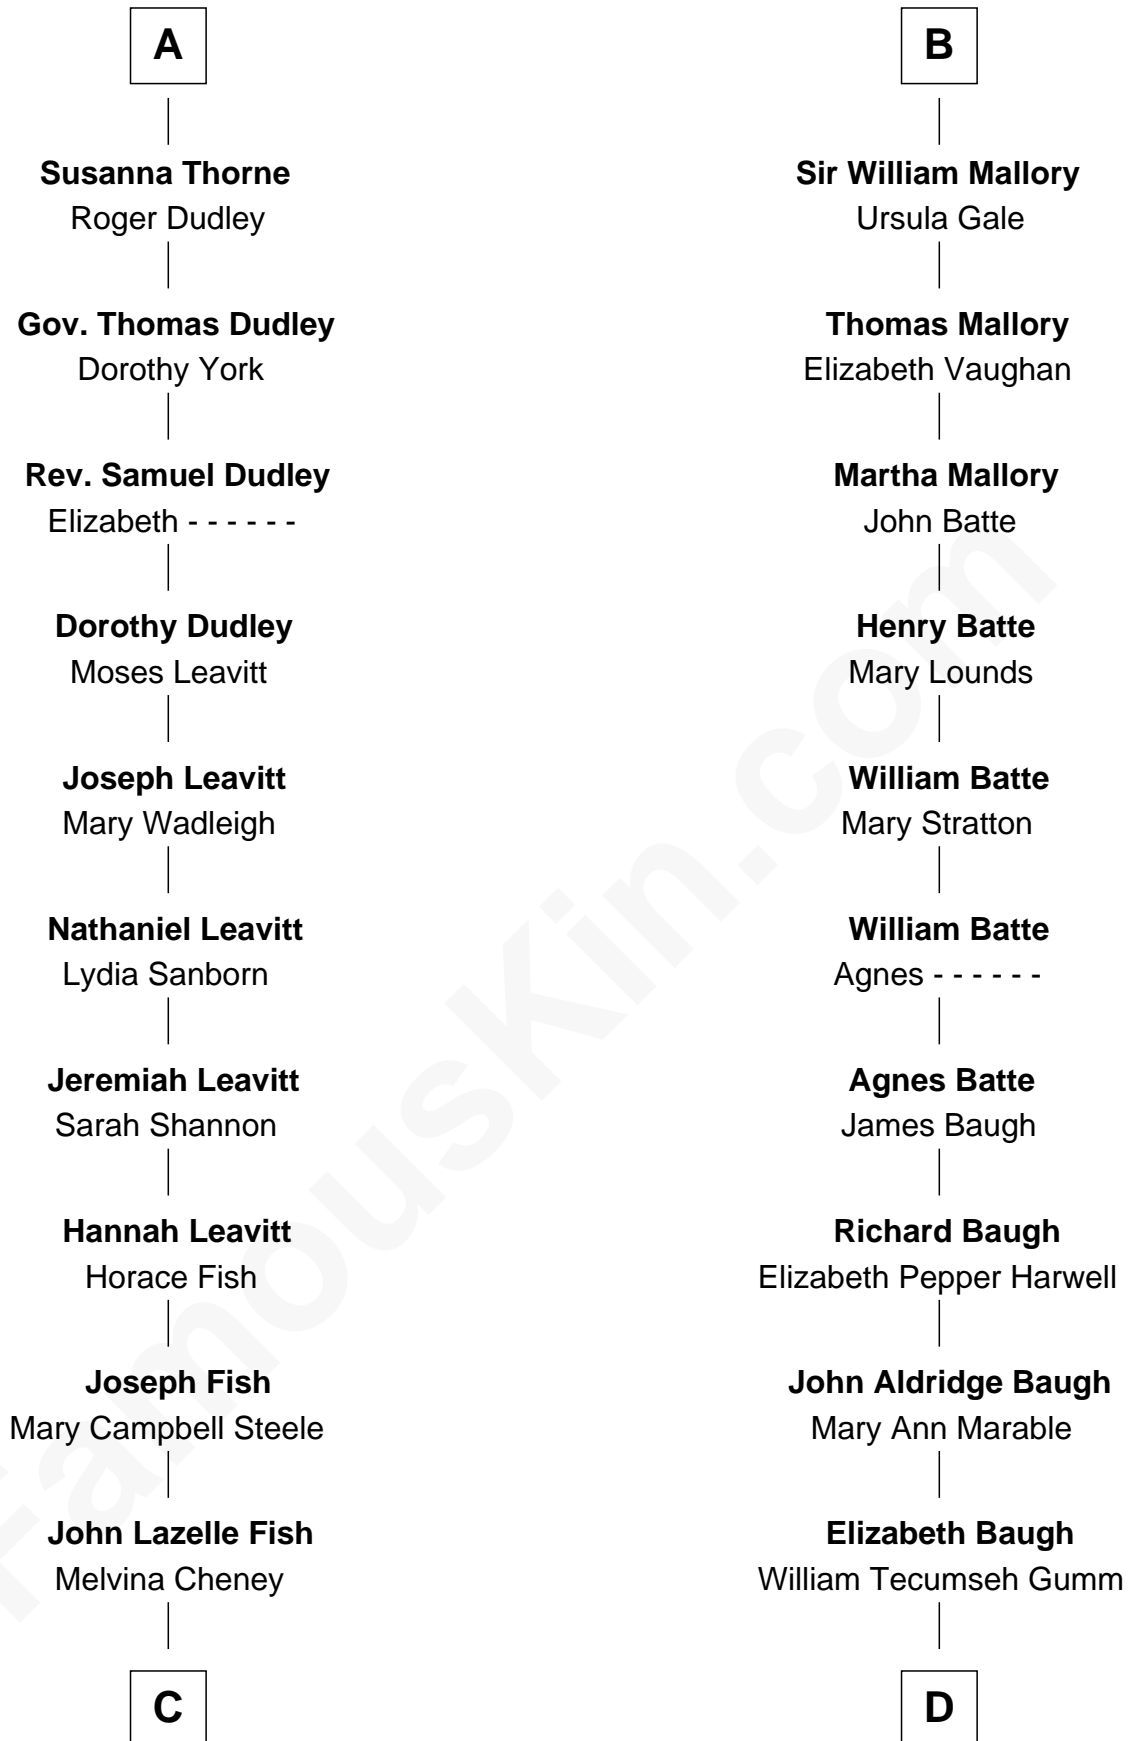 A
Susanna Thorne
Roger Dudley
Gov. Thomas Dudley
Dorothy York
Rev. Samuel Dudley
Elizabeth - - - - - -
Dorothy Dudley
Moses Leavitt
Joseph Leavitt
Mary Wadleigh
Nathaniel Leavitt
Lydia Sanborn
Jeremiah Leavitt
Sarah Shannon
Hannah Leavitt
Horace Fish
Joseph Fish
Mary Campbell Steele
John Lazelle Fish
Melvina Cheney
C
B
Sir William Mallory
Ursula Gale
Thomas Mallory
Elizabeth Vaughan
Martha Mallory
John Batte
Henry Batte
Mary Lounds
William Batte
Mary Stratton
William Batte
Agnes - - - - - -
Agnes Batte
James Baugh
Richard Baugh
Elizabeth Pepper Harwell
John Aldridge Baugh
Mary Ann Marable
Elizabeth Baugh
William Tecumseh Gumm
D
FamousKin.com